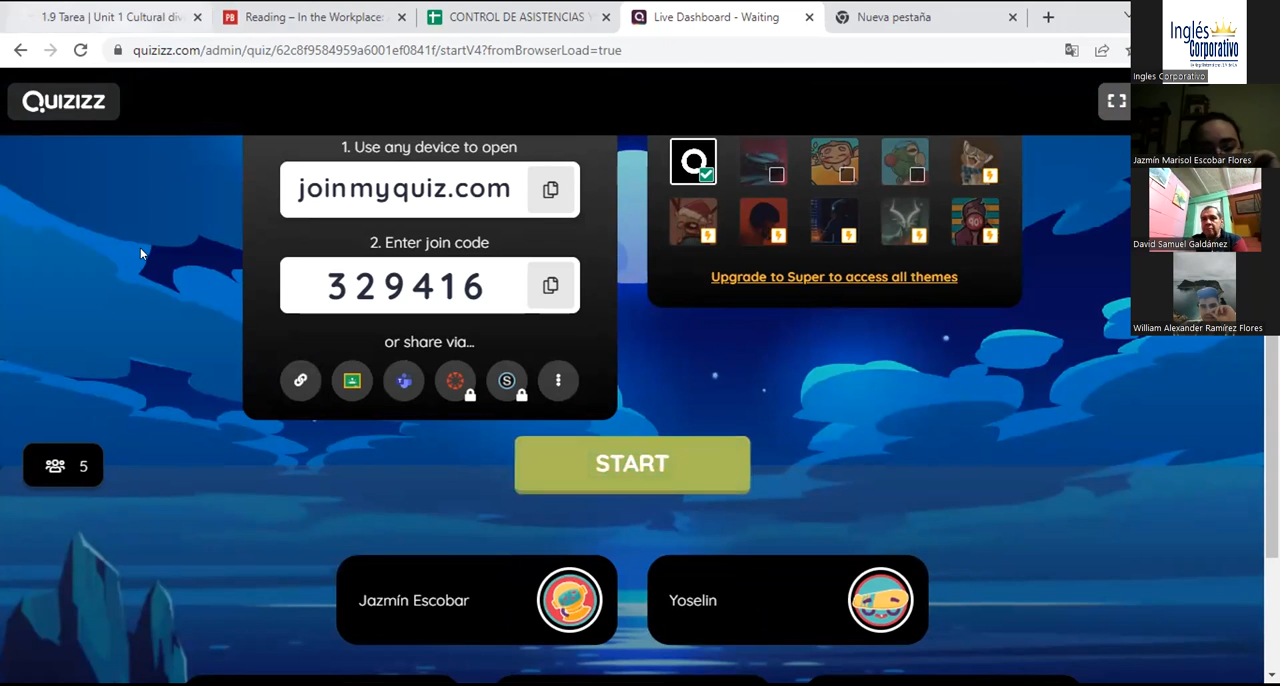 1.9 Tarea | Unit 1 Cultural div
Reading – In the Workplace:
CONTROL DE ASISTENCIAS Y
Live Dashboard - Waiting
Nueva pestaña
quizizz.com/admin/quiz/62c8f9584959a6001ef0841f/startV4?fromBrowserLoad=true
Quizizz
1. Use any device to open
joinmyquiz.com
2. Enter join code
329416
or share via...
Upgrade to Super to access all themes
5
START
Jazmín Escobar
Yoselin
Inglés
Corporativo
Ingles Corporativo
Jazmín Marisol Escobar Flores
David Samuel Galdámez
William Alexander Ramírez Flores